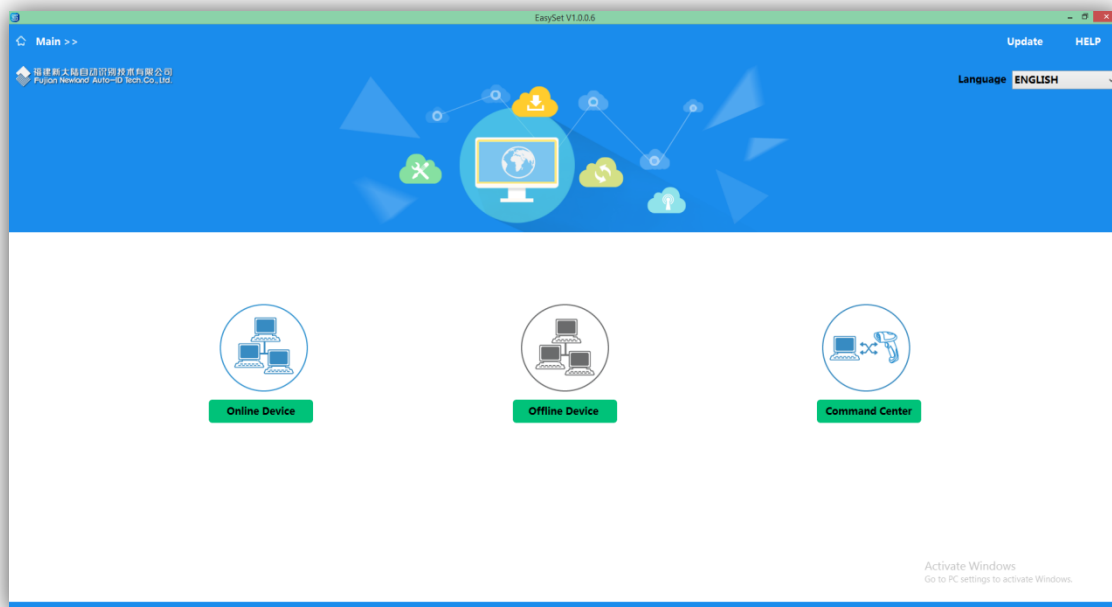 EasySet V1.0.0.6
Main >>
Update
HELP
福建新大陆自动识别技术有限公司
Fujian Newland Auto-ID Tech.Co.,Ltd.
Language
ENGLISH
Online Device
Offline Device
Command Center
Activate Windows
Go to PC settings to activate Windows.